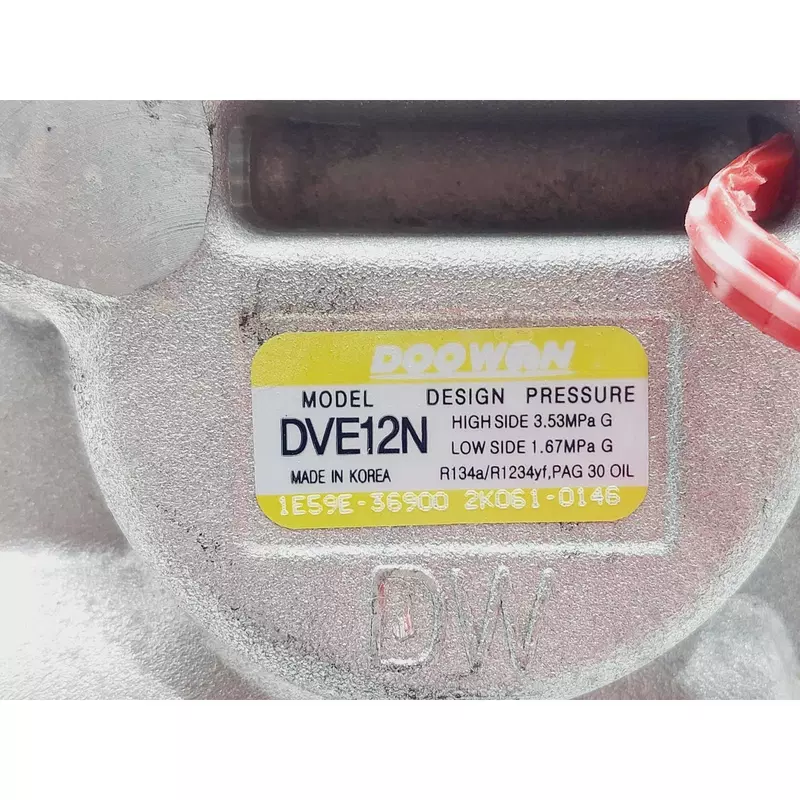 DOOWON
MODEL DESIGN PRESSURE
DVE12N HIGH SIDE 3.53MPa G
LOW SIDE 1.67MPa G
MADE IN KOREA R134a/R1234yf,PAG 30 OIL
1E59E-36900 2K061-0146
DW